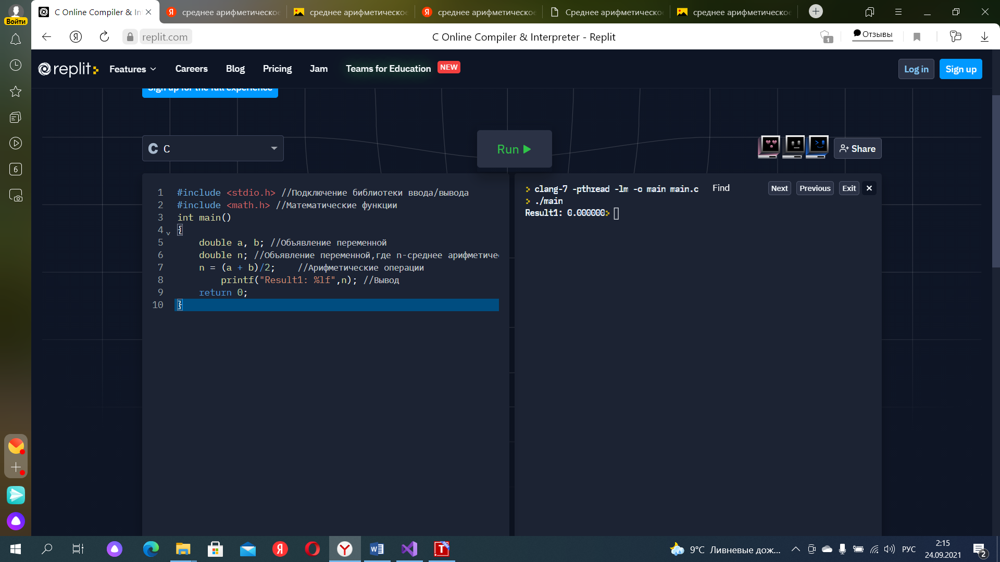 Войти
C Online Compiler & In
среднее арифметическое
среднее арифметическое
среднее арифметическое
Среднее арифметическо
среднее арифметическое
replit.com
C Online Compiler & Interpreter - Replit
1
Отзывы
replit
Features
Careers
Blog
Pricing
Jam
Teams for Education
NEW
Log in
Sign up
Sign up for the full experience
6
C C
Run
Share
1 #include <stdio.h> //Подключение библиотеки ввода/вывода
2 #include <math.h> //Математические функции
3 int main()
4 {
5 double a, b; //Объявление переменной
6 double n; //Объявление переменной,где n-среднее арифметиче
7 n = (a + b)/2; //Арифметические операции
8 printf("Result1: %lf",n); //Вывод
9 return 0;
10 }
> clang-7 -pthread -lm -o main main.c
> ./main
Result1: 0.000000>
Find
Next
Previous
Exit
9°C Ливневые дож...
РУС
2:15
24.09.2021
2